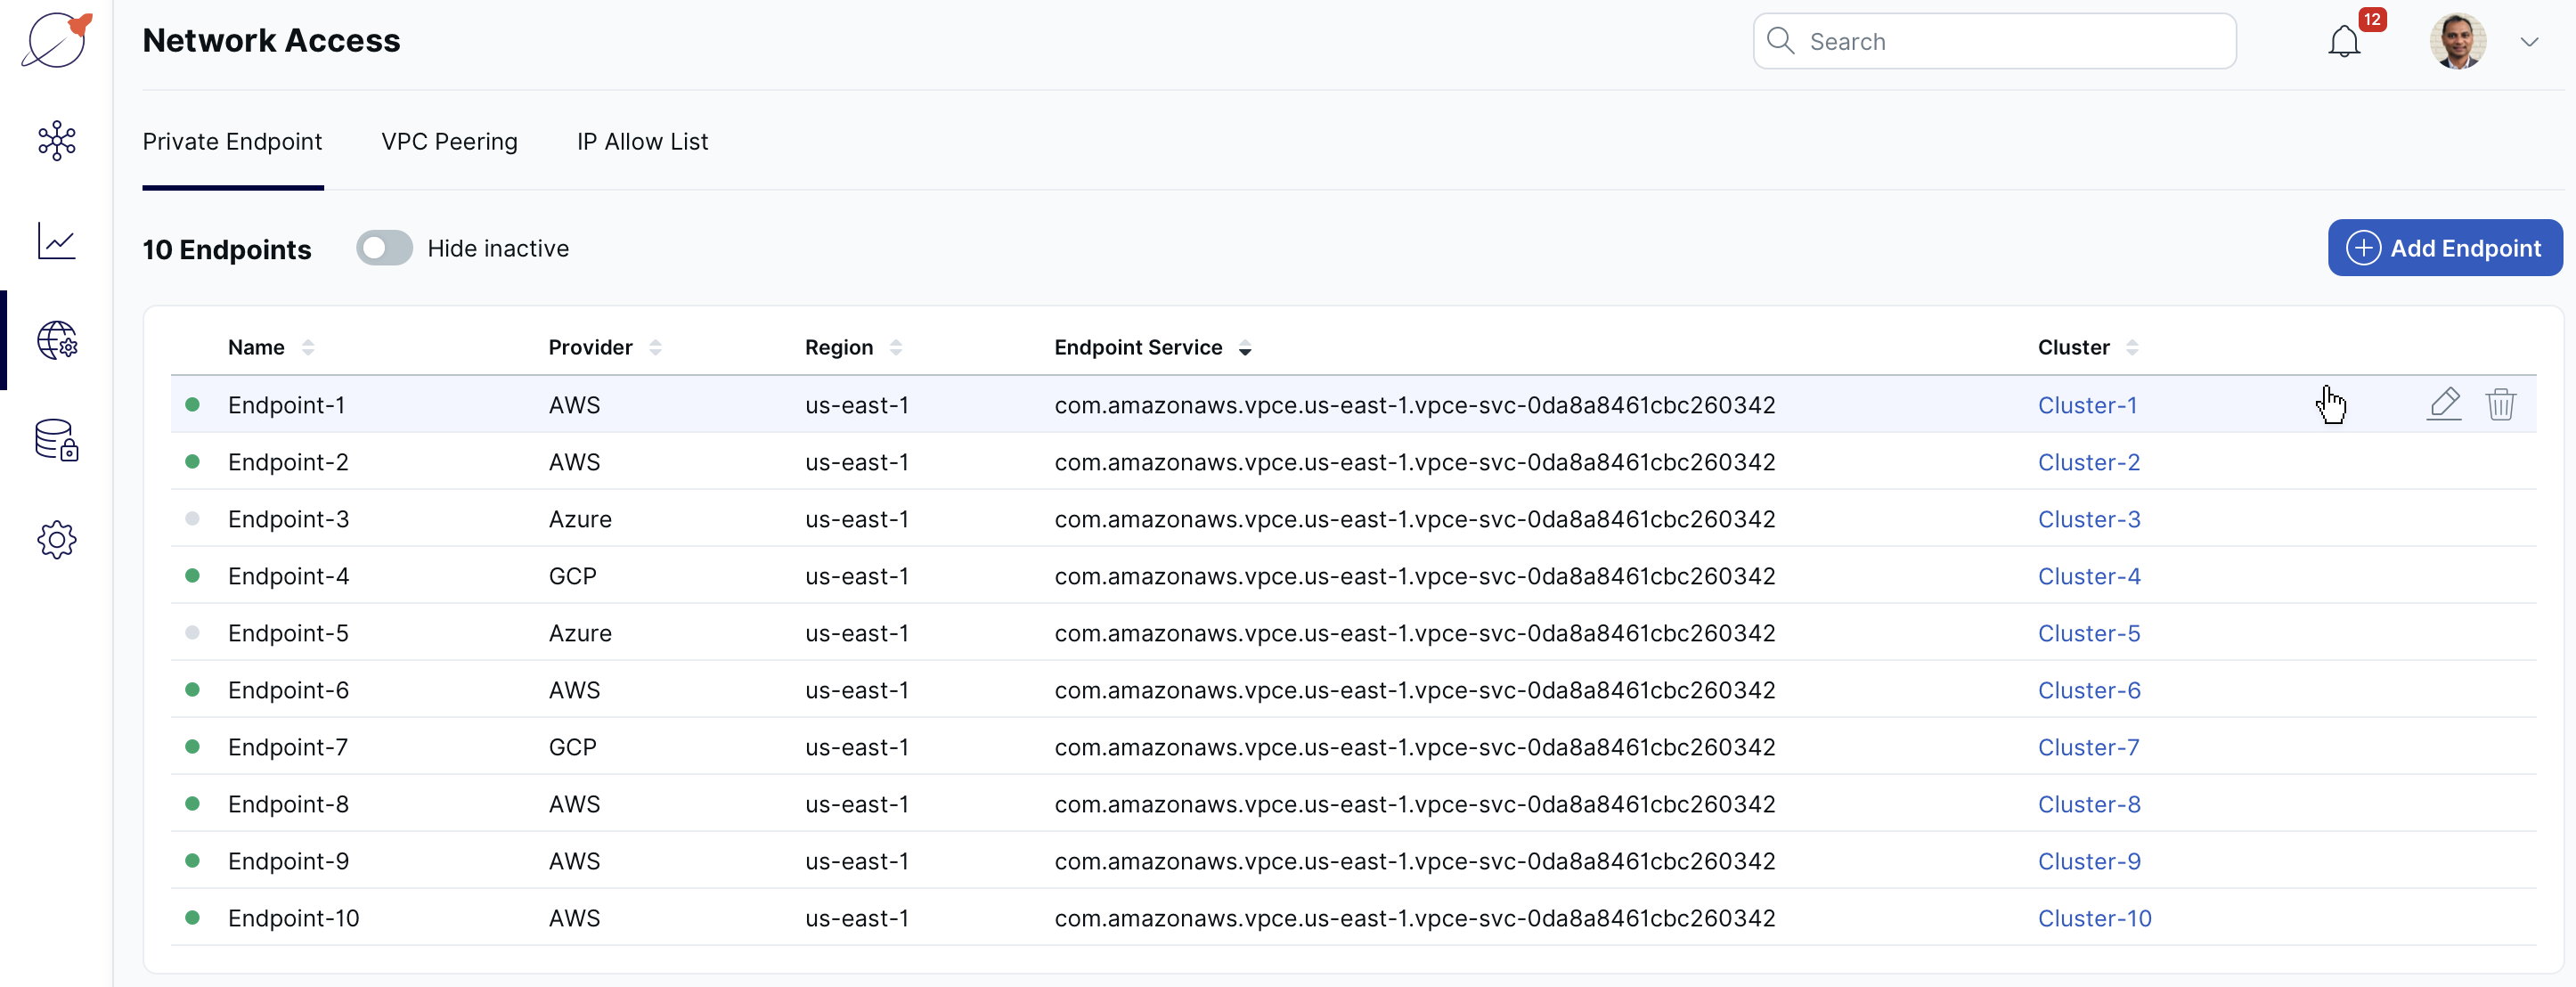 Network Access
Search
12
Private Endpoint VPC Peering IP Allow List
10 Endpoints Hide inactive Add Endpoint
Name Provider Region Endpoint Service Cluster
Endpoint-1 AWS us-east-1 com.amazonaws.vpce.us-east-1.vpce-svc-0da8a8461cbc260342 Cluster-1
Endpoint-2 AWS us-east-1 com.amazonaws.vpce.us-east-1.vpce-svc-0da8a8461cbc260342 Cluster-2
Endpoint-3 Azure us-east-1 com.amazonaws.vpce.us-east-1.vpce-svc-0da8a8461cbc260342 Cluster-3
Endpoint-4 GCP us-east-1 com.amazonaws.vpce.us-east-1.vpce-svc-0da8a8461cbc260342 Cluster-4
Endpoint-5 Azure us-east-1 com.amazonaws.vpce.us-east-1.vpce-svc-0da8a8461cbc260342 Cluster-5
Endpoint-6 AWS us-east-1 com.amazonaws.vpce.us-east-1.vpce-svc-0da8a8461cbc260342 Cluster-6
Endpoint-7 GCP us-east-1 com.amazonaws.vpce.us-east-1.vpce-svc-0da8a8461cbc260342 Cluster-7
Endpoint-8 AWS us-east-1 com.amazonaws.vpce.us-east-1.vpce-svc-0da8a8461cbc260342 Cluster-8
Endpoint-9 AWS us-east-1 com.amazonaws.vpce.us-east-1.vpce-svc-0da8a8461cbc260342 Cluster-9
Endpoint-10 AWS us-east-1 com.amazonaws.vpce.us-east-1.vpce-svc-0da8a8461cbc260342 Cluster-10